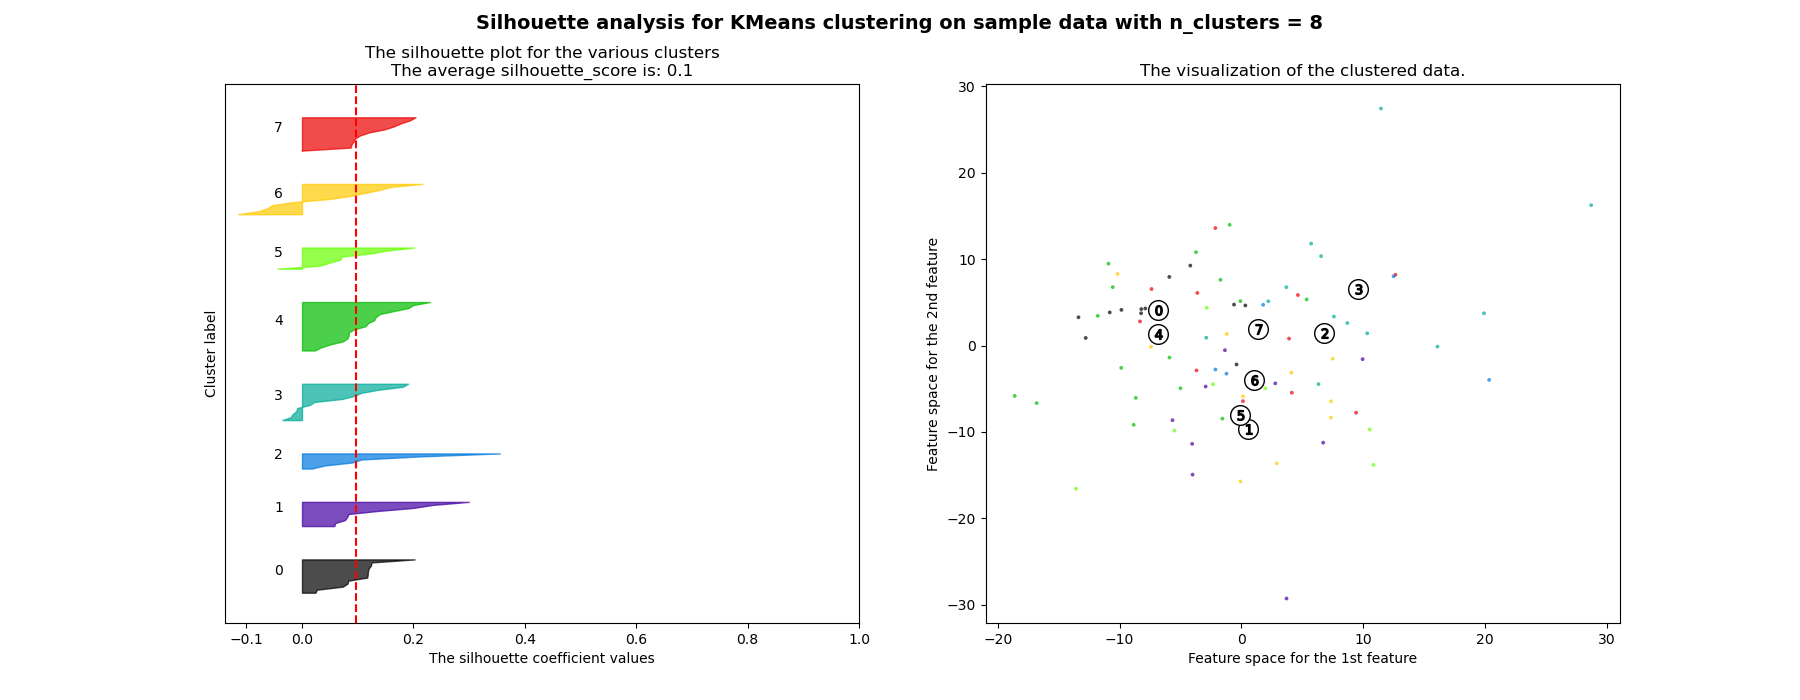 Silhouette analysis for KMeans clustering on sample data with n_clusters = 8
The silhouette plot for the various clusters
The average silhouette_score is: 0.1
Cluster label
7
6
5
4
3
2
1
0
−0.1 0.0 0.2 0.4 0.6 0.8 1.0
The silhouette coefficient values
The visualization of the clustered data.
Feature space for the 2nd feature
30
20
10
0
−10
−20
−30
3
0
7
2
4
6
5
1
−20 −10 0 10 20 30
Feature space for the 1st feature